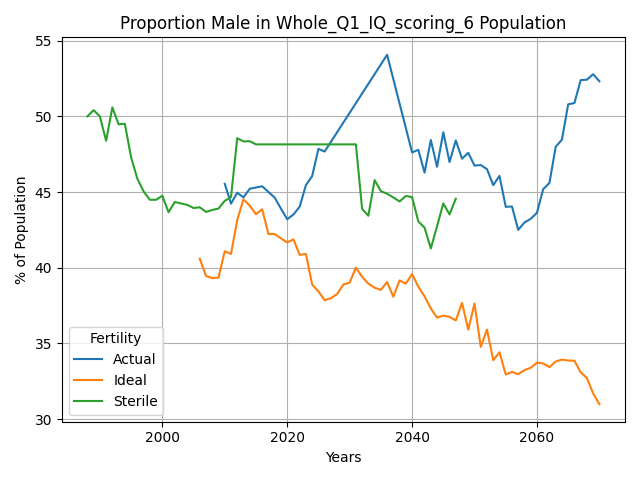 Proportion Male in Whole_Q1_IQ_scoring_6 Population
% of Population
55
50
45
40
35
30
Fertility
Actual
Ideal
Sterile
2000
2020
2040
2060
Years